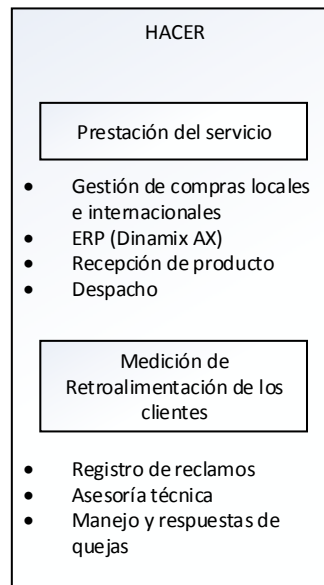 HACER
Prestación del servicio
• Gestión de compras locales
e internacionales
• ERP (Dinamix AX)
• Recepción de producto
• Despacho
Medición de
Retroalimentación de los
clientes
• Registro de reclamos
• Asesoría técnica
• Manejo y respuestas de
quejas